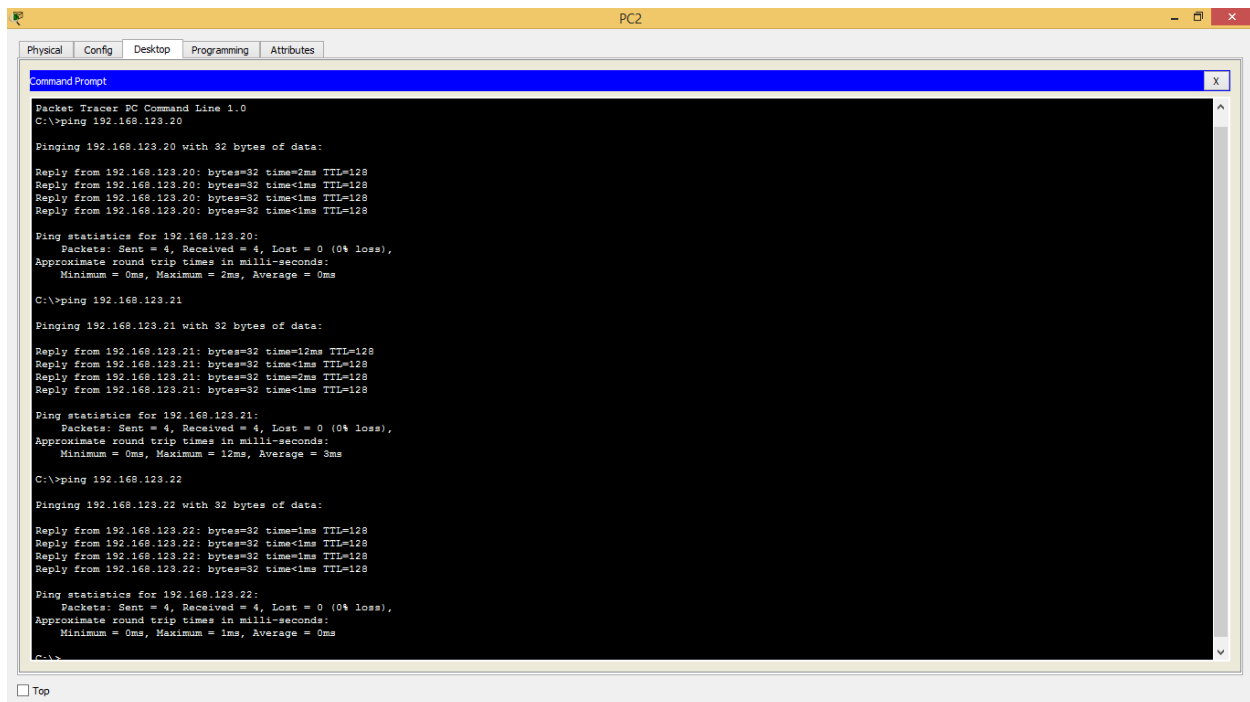 PC2
Physical Config Desktop Programming Attributes
Command Prompt
X
Packet Tracer PC Command Line 1.0
C:\>ping 192.168.123.20
Pinging 192.168.123.20 with 32 bytes of data:
Reply from 192.168.123.20: bytes=32 time=2ms TTL=128
Reply from 192.168.123.20: bytes=32 time<1ms TTL=128
Reply from 192.168.123.20: bytes=32 time<1ms TTL=128
Reply from 192.168.123.20: bytes=32 time<1ms TTL=128
Ping statistics for 192.168.123.20:
Packets: Sent = 4, Received = 4, Lost = 0 (0% loss),
Approximate round trip times in milli-seconds:
Minimum = 0ms, Maximum = 2ms, Average = 0ms
C:\>ping 192.168.123.21
Pinging 192.168.123.21 with 32 bytes of data:
Reply from 192.168.123.21: bytes=32 time=12ms TTL=128
Reply from 192.168.123.21: bytes=32 time<1ms TTL=128
Reply from 192.168.123.21: bytes=32 time=2ms TTL=128
Reply from 192.168.123.21: bytes=32 time<1ms TTL=128
Ping statistics for 192.168.123.21:
Packets: Sent = 4, Received = 4, Lost = 0 (0% loss),
Approximate round trip times in milli-seconds:
Minimum = 0ms, Maximum = 12ms, Average = 3ms
C:\>ping 192.168.123.22
Pinging 192.168.123.22 with 32 bytes of data:
Reply from 192.168.123.22: bytes=32 time=1ms TTL=128
Reply from 192.168.123.22: bytes=32 time<1ms TTL=128
Reply from 192.168.123.22: bytes=32 time=1ms TTL=128
Reply from 192.168.123.22: bytes=32 time<1ms TTL=128
Ping statistics for 192.168.123.22:
Packets: Sent = 4, Received = 4, Lost = 0 (0% loss),
Approximate round trip times in milli-seconds:
Minimum = 0ms, Maximum = 1ms, Average = 0ms
C:\>
Top